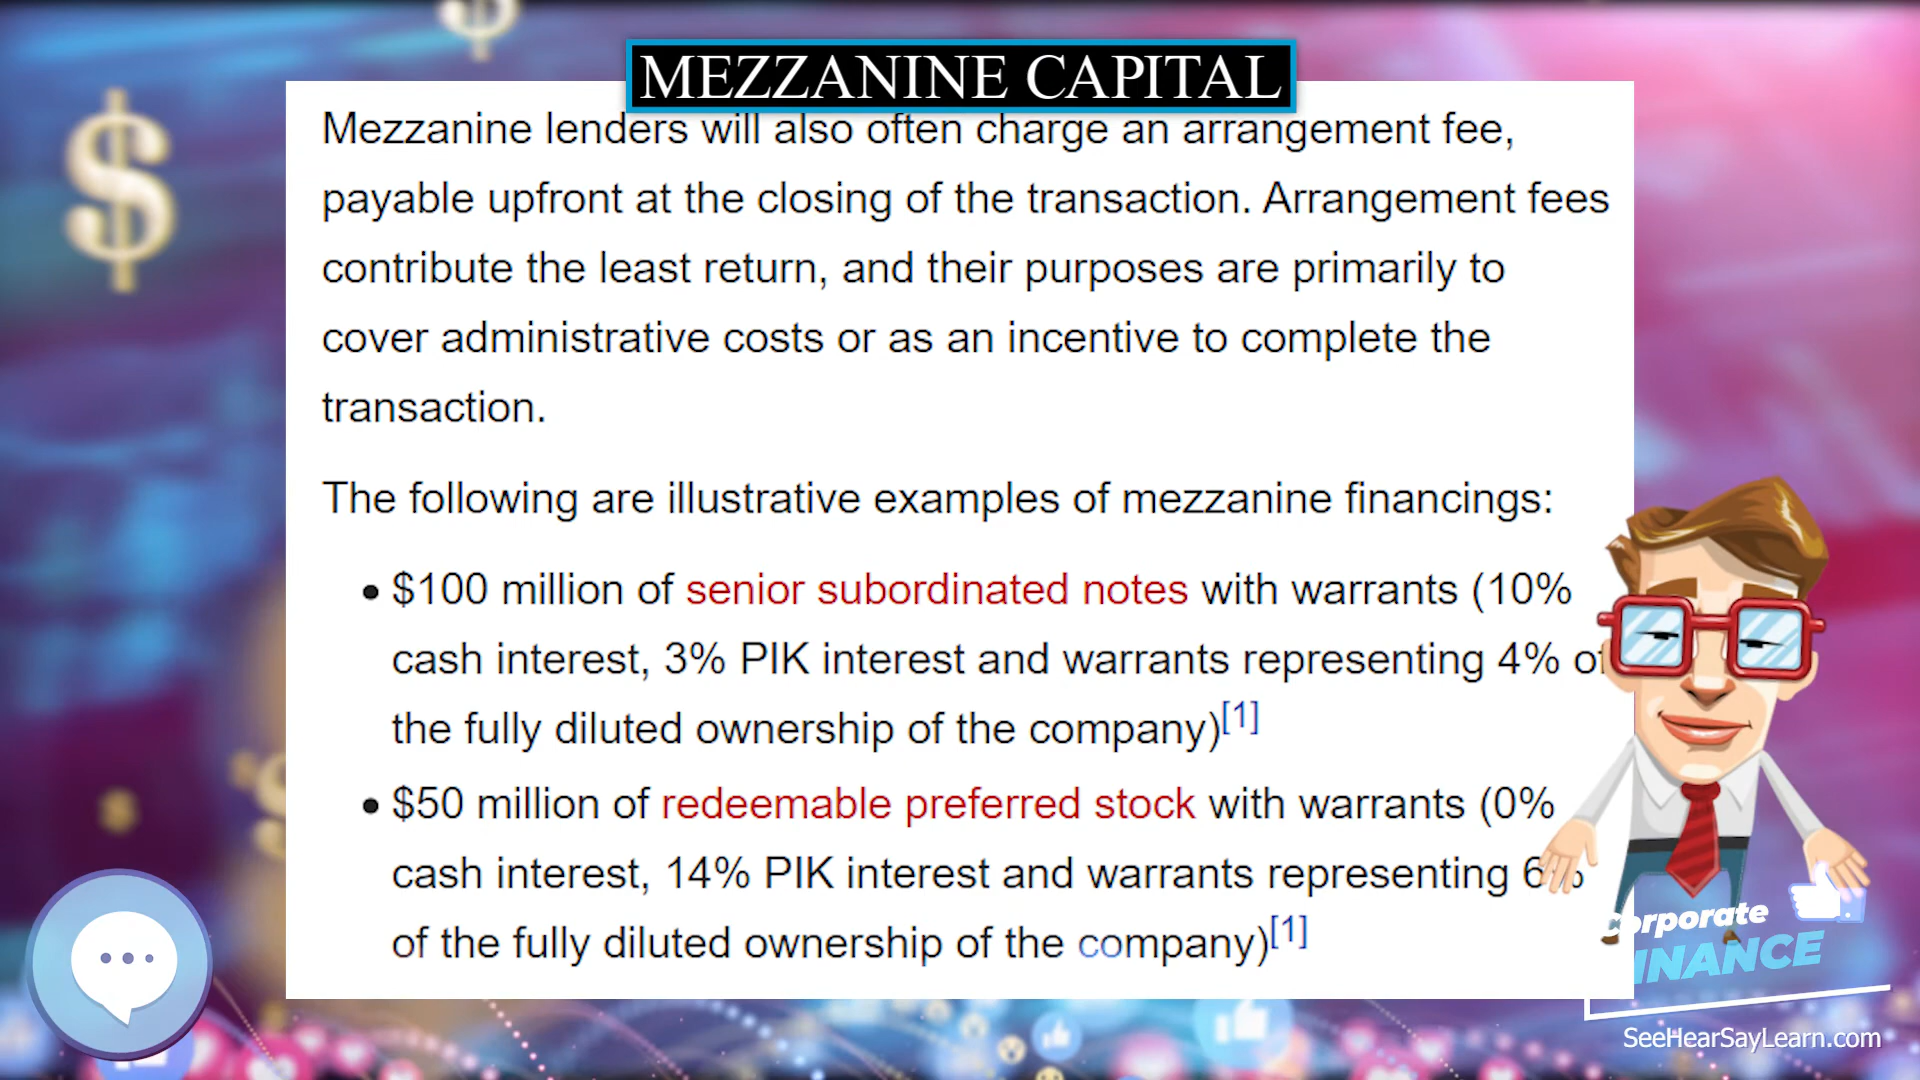 MEZZANINE CAPITAL
Mezzanine lenders will also often charge an arrangement fee,
payable upfront at the closing of the transaction. Arrangement fees
contribute the least return, and their purposes are primarily to
cover administrative costs or as an incentive to complete the
transaction.
The following are illustrative examples of mezzanine financings:
• $100 million of senior subordinated notes with warrants (10%
cash interest, 3% PIK interest and warrants representing 4% of
the fully diluted ownership of the company)[1]
• $50 million of redeemable preferred stock with warrants (0%
cash interest, 14% PIK interest and warrants representing 6%
of the fully diluted ownership of the company)[1]
corporate
FINANCE
SeeHearSayLearn.com